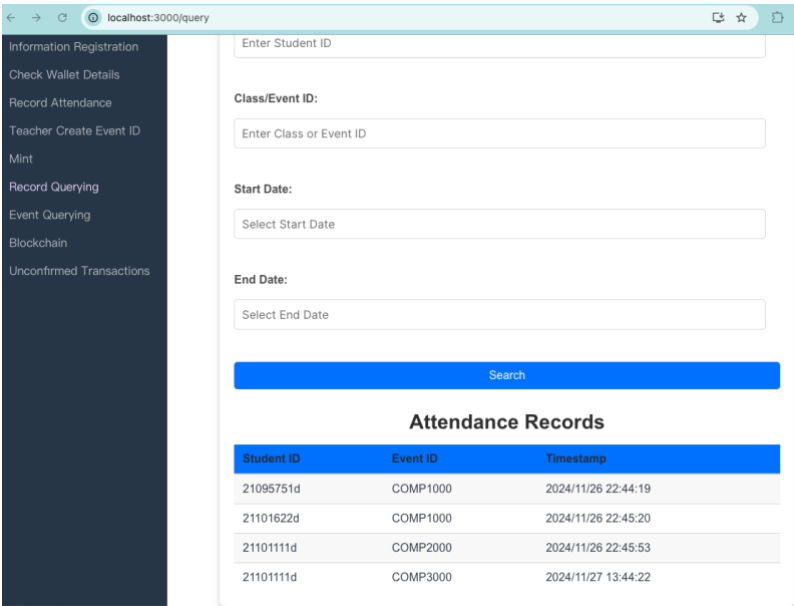 localhost:3000/query
Information Registration
Check Wallet Details
Record Attendance
Teacher Create Event ID
Mint
Record Querying
Event Querying
Blockchain
Unconfirmed Transactions
Enter Student ID
Class/Event ID:
Enter Class or Event ID
Start Date:
Select Start Date
End Date:
Select End Date
Search
Attendance Records
Student ID Event ID Timestamp
21095751d COMP1000 2024/11/26 22:44:19
21101622d COMP1000 2024/11/26 22:45:20
21101111d COMP2000 2024/11/26 22:45:53
21101111d COMP3000 2024/11/27 13:44:22